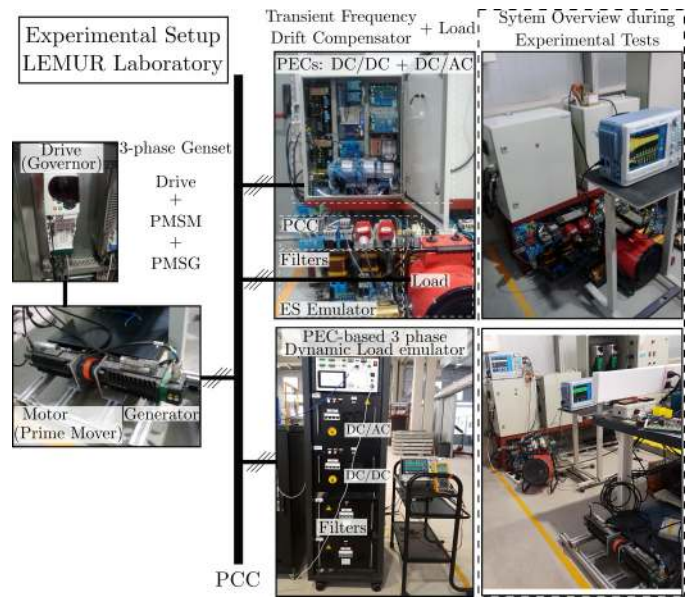 Experimental Setup
LEMUR Laboratory
Transient Frequency
Drift Compensator
+ Load
PECs: DC/DC + DC/AC
Sytem Overview during
Experimental Tests
Drive
(Governor)
3-phase Genset
Drive
+
PMSM
+
PMSG
PCC
Filters
Load
ES Emulator
Motor
(Prime Mover)
Generator
PEC-based 3 phase
Dynamic Load emulator
DC/AC
DC/DC
Filters
PCC